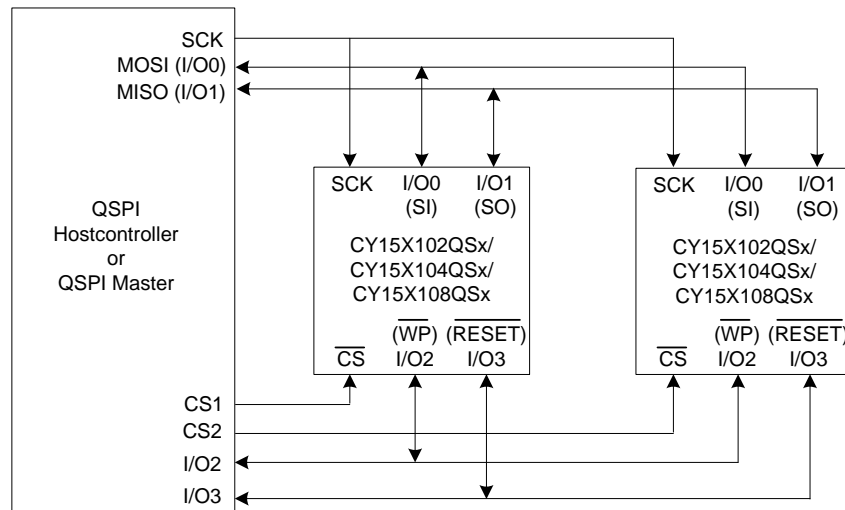 SCK
MOSI (I/O0)
MISO (I/O1)
QSPI
Hostcontroller
or
QSPI Master
CS1
CS2
I/O2
I/O3
SCK I/O0 I/O1
(SI) (SO)
CY15X102QSx/
CY15X104QSx/
CY15X108QSx
(WP) (RESET)
CS I/O2 I/O3
SCK I/O0 I/O1
(SI) (SO)
CY15X102QSx/
CY15X104QSx/
CY15X108QSx
(WP) (RESET)
CS I/O2 I/O3